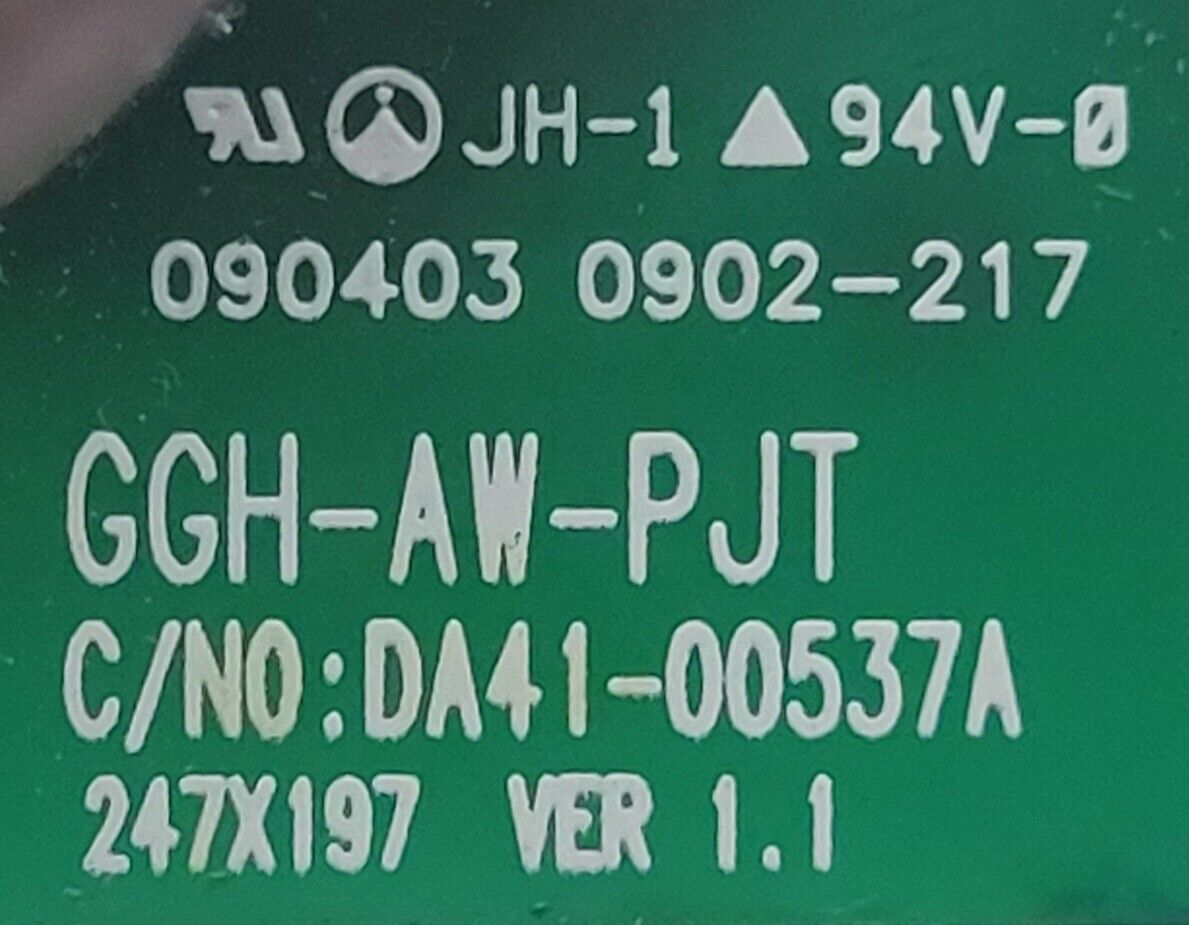 JH-1 ▲ 94V-0
090403 0902-217
GGH-AW-PJT
C/NO:DA41-00537A
247X197 VER 1.1